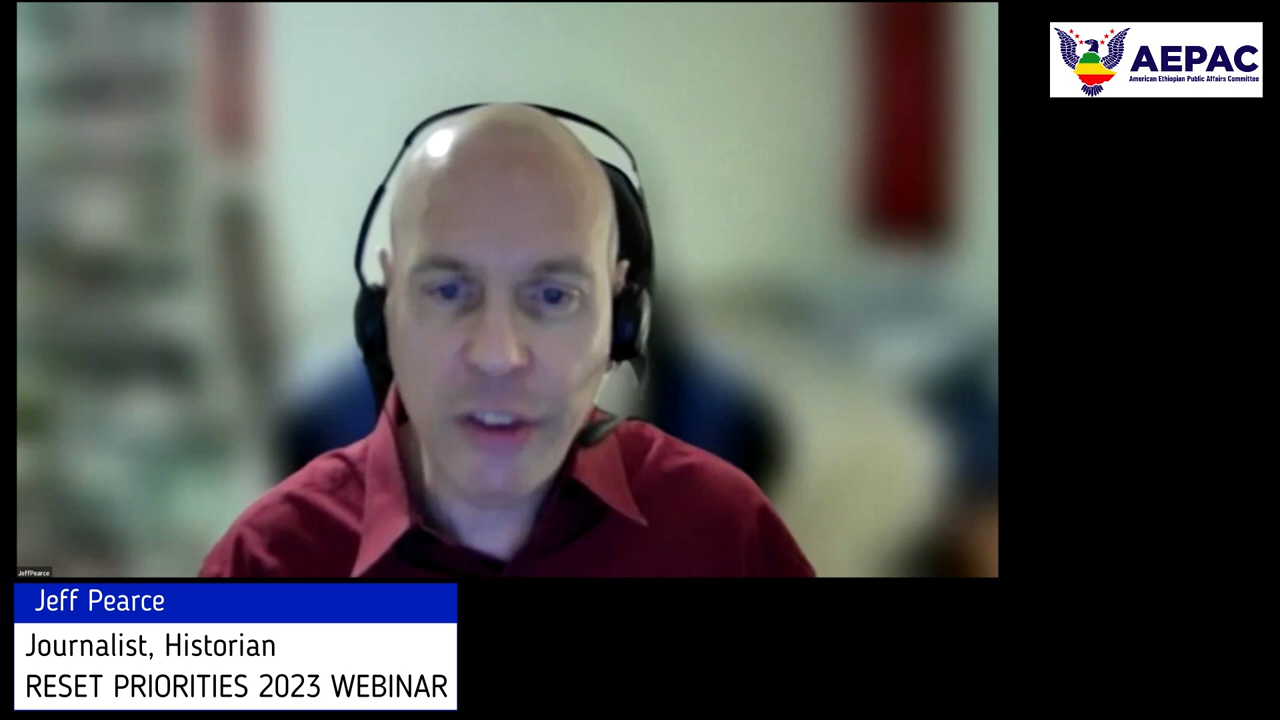 AEPAC
American Ethiopian Public Affairs Committee
JeffPearce
Jeff Pearce
Journalist, Historian
RESET PRIORITIES 2023 WEBINAR